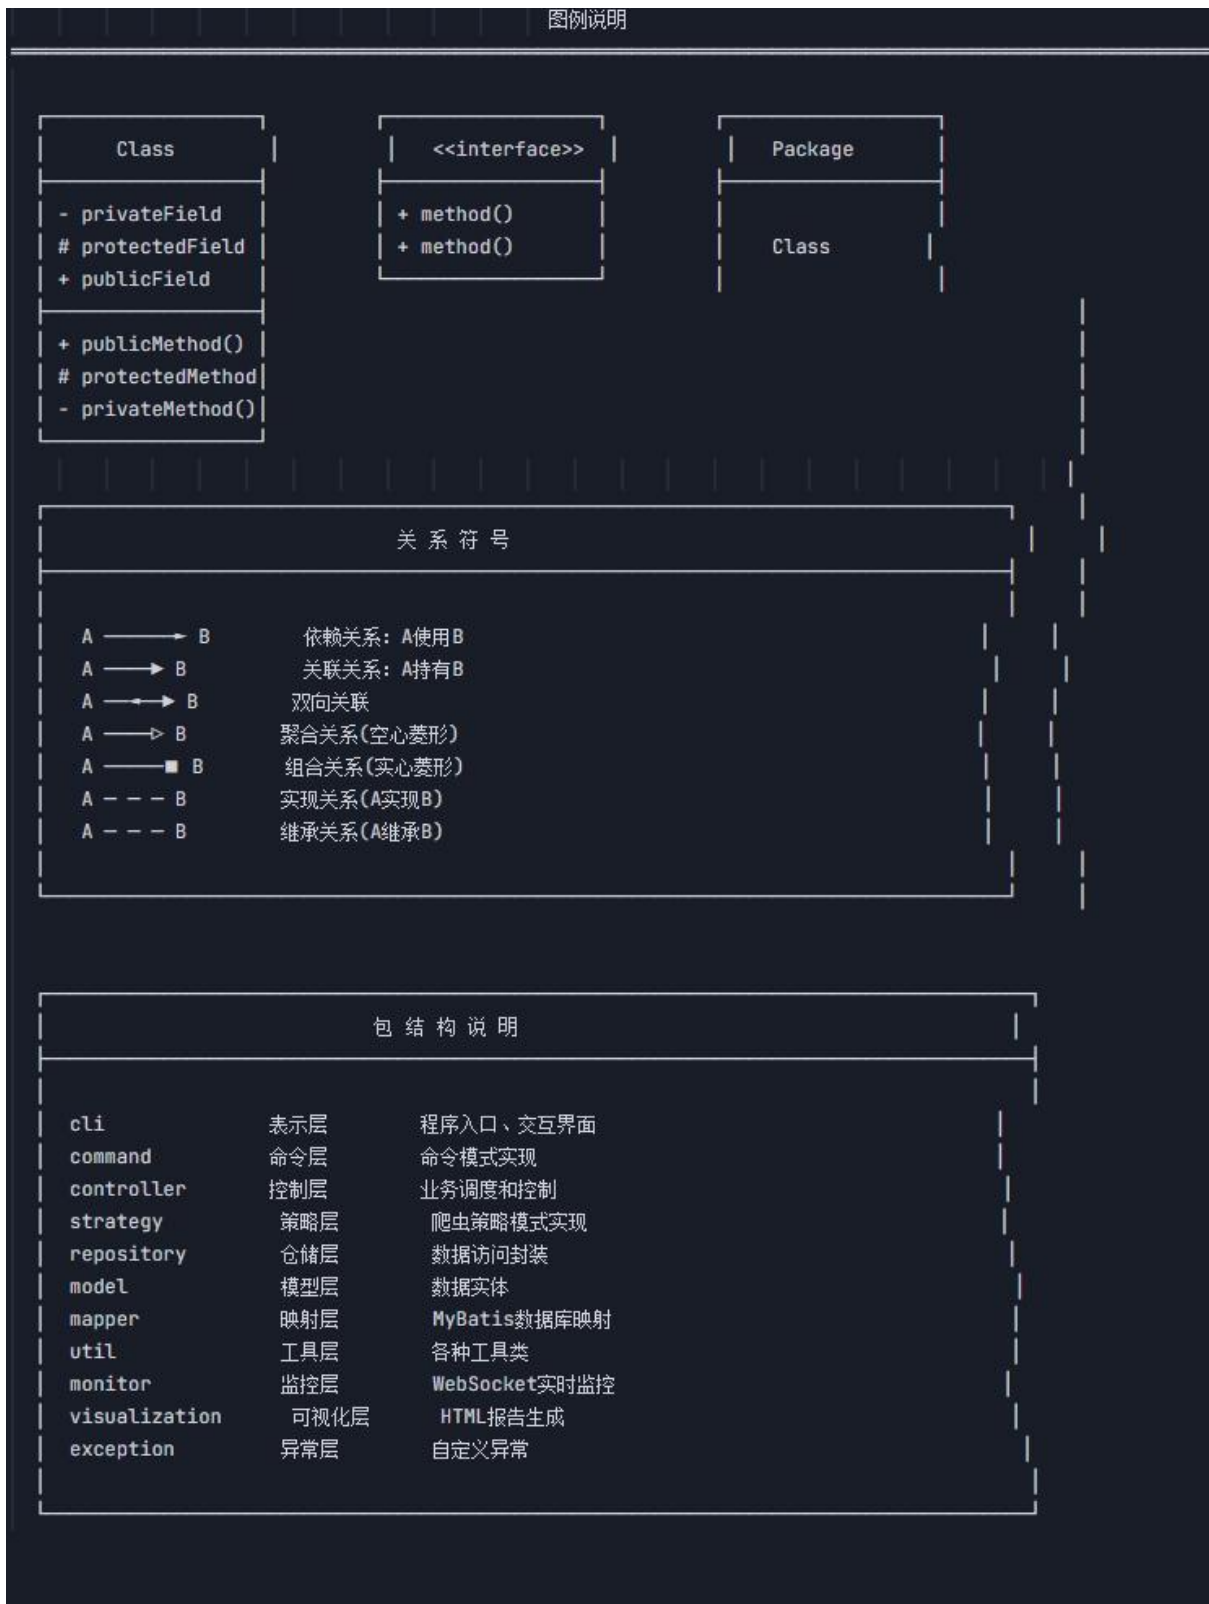 图例说明
Class <<interface>> Package
- privateField + method()
# protectedField + method() Class
+ publicField
+ publicMethod()
# protectedMethod
- privateMethod()
关 系 符 号
A ──────► B 依赖关系: A使用B
A ────▶ B 关联关系: A持有B
A ──◄─▶ B 双向关联
A ────▷ B 聚合关系(空心菱形)
A ─────■ B 组合关系(实心菱形)
A ─ ─ ─ B 实现关系(A实现B)
A ─ ─ ─ B 继承关系(A继承B)
包 结 构 说 明
cli 表示层 程序入口、交互界面
command 命令层 命令模式实现
controller 控制层 业务调度和控制
strategy 策略层 爬虫策略模式实现
repository 仓储层 数据访问封装
model 模型层 数据实体
mapper 映射层 MyBatis数据库映射
util 工具层 各种工具类
monitor 监控层 WebSocket实时监控
visualization 可视化层 HTML报告生成
exception 异常层 自定义异常